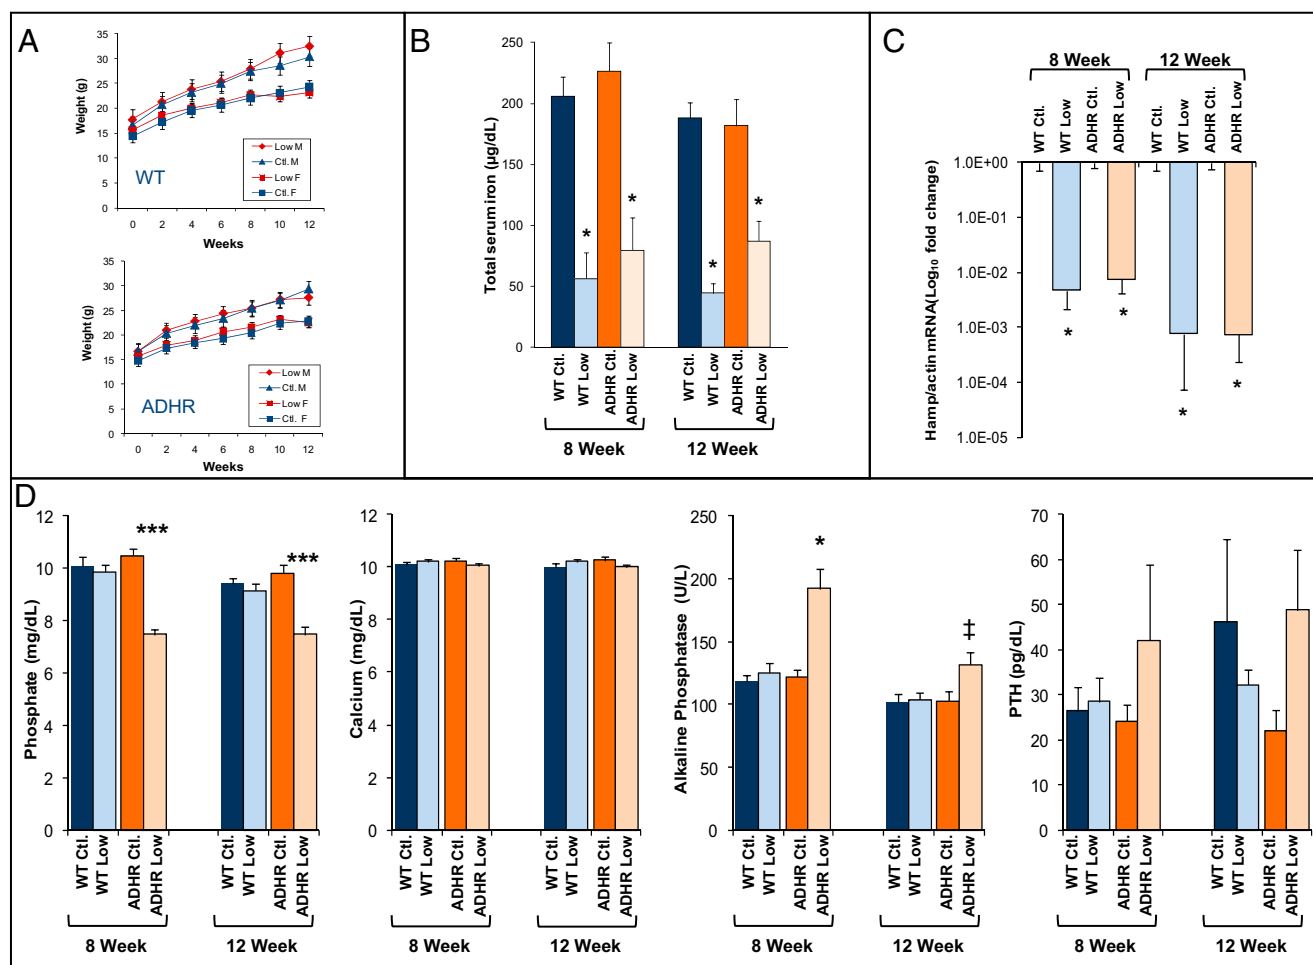 A
35
30
25
20
15
10
5
0
Weight (g)
Low M
Ctl. M
Low F
Ctl. F
WT
0 2 4 6 8 10 12
Weeks
35
30
25
20
15
10
5
0
Weight (g)
Low M
Ctl. M
Low F
Ctl. F
ADHR
0 2 4 6 8 10 12
Weeks
B
250
200
150
100
50
0
Total serum iron (µg/dL)
* * * *
WT Ctl.
WT Low
ADHR Ctl.
ADHR Low
WT Ctl.
WT Low
ADHR Ctl.
ADHR Low
8 Week 12 Week
C
8 Week 12 Week
WT Ctl.
WT Low
ADHR Ctl.
ADHR Low
WT Ctl.
WT Low
ADHR Ctl.
ADHR Low
1.0E+00
1.0E-01
1.0E-02
1.0E-03
1.0E-04
1.0E-05
Hamp/actin mRNA(Log10 fold change)
* * * *
D
12
10
8
6
4
2
0
Phosphate (mg/dL)
*** ***
WT Ctl.
WT Low
ADHR Ctl.
ADHR Low
WT Ctl.
WT Low
ADHR Ctl.
ADHR Low
8 Week 12 Week
12
10
8
6
4
2
0
Calcium (mg/dL)
WT Ctl.
WT Low
ADHR Ctl.
ADHR Low
WT Ctl.
WT Low
ADHR Ctl.
ADHR Low
8 Week 12 Week
250
200
150
100
50
0
Alkaline Phosphatase (U/L)
* ‡
WT Ctl.
WT Low
ADHR Ctl.
ADHR Low
WT Ctl.
WT Low
ADHR Ctl.
ADHR Low
8 Week 12 Week
70
60
50
40
30
20
10
0
PTH (pg/dL)
WT Ctl.
WT Low
ADHR Ctl.
ADHR Low
WT Ctl.
WT Low
ADHR Ctl.
ADHR Low
8 Week 12 Week